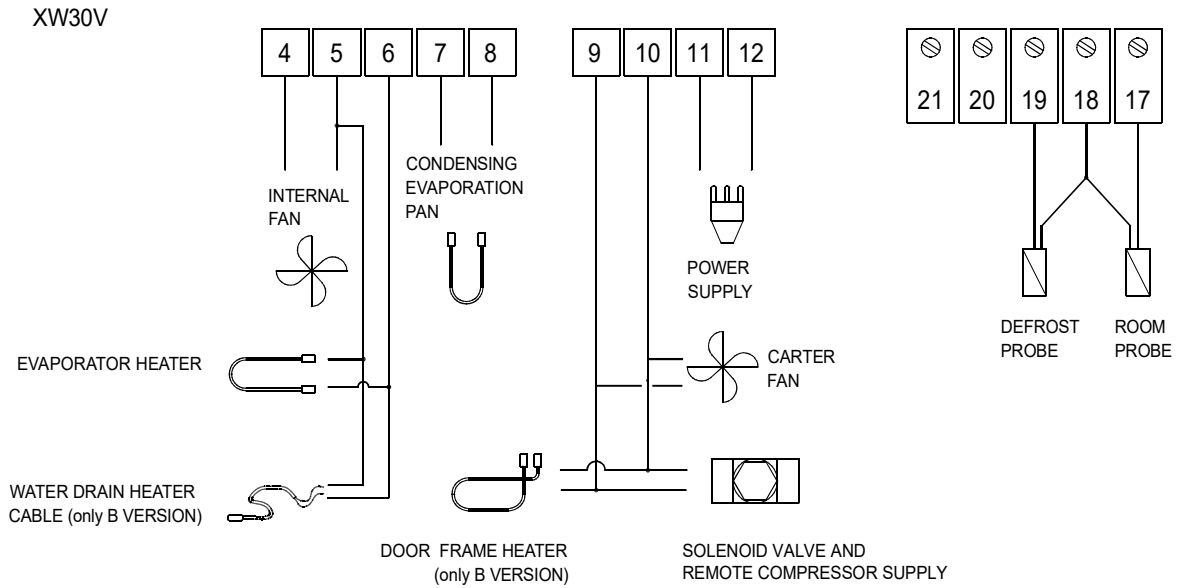 XW30V
4 5 6 7 8 9 10 11 12
21 20 19 18 17
INTERNAL
FAN
CONDENSING
EVAPORATION
PAN
POWER
SUPPLY
DEFROST
PROBE
ROOM
PROBE
EVAPORATOR HEATER
CARTER
FAN
WATER DRAIN HEATER
CABLE (only B VERSION)
DOOR FRAME HEATER
(only B VERSION)
SOLENOID VALVE AND
REMOTE COMPRESSOR SUPPLY